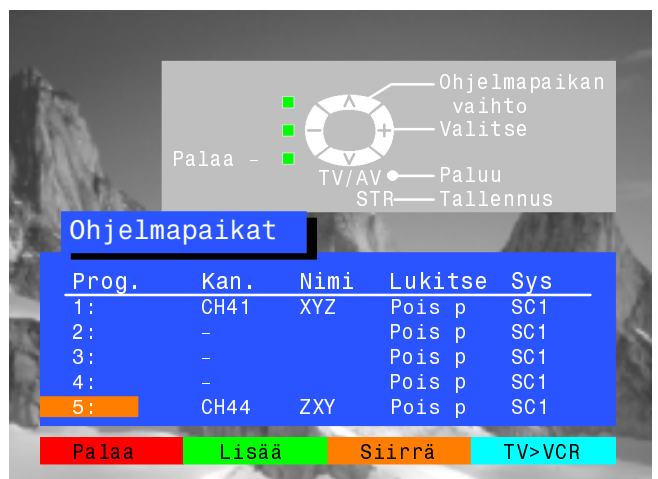 Ohjelmapaikan
vaihto
Valitse
Palaa -
TV/AV Paluu
STR Tallennus
Ohjelmapaikat
Prog. Kan. Nimi Lukitse Sys
1: CH41 XYZ Pois p SC1
2: - Pois p SC1
3: - Pois p SC1
4: - Pois p SC1
5: CH44 ZXY Pois p SC1
Palaa Lisää Siirrä TV>VCR